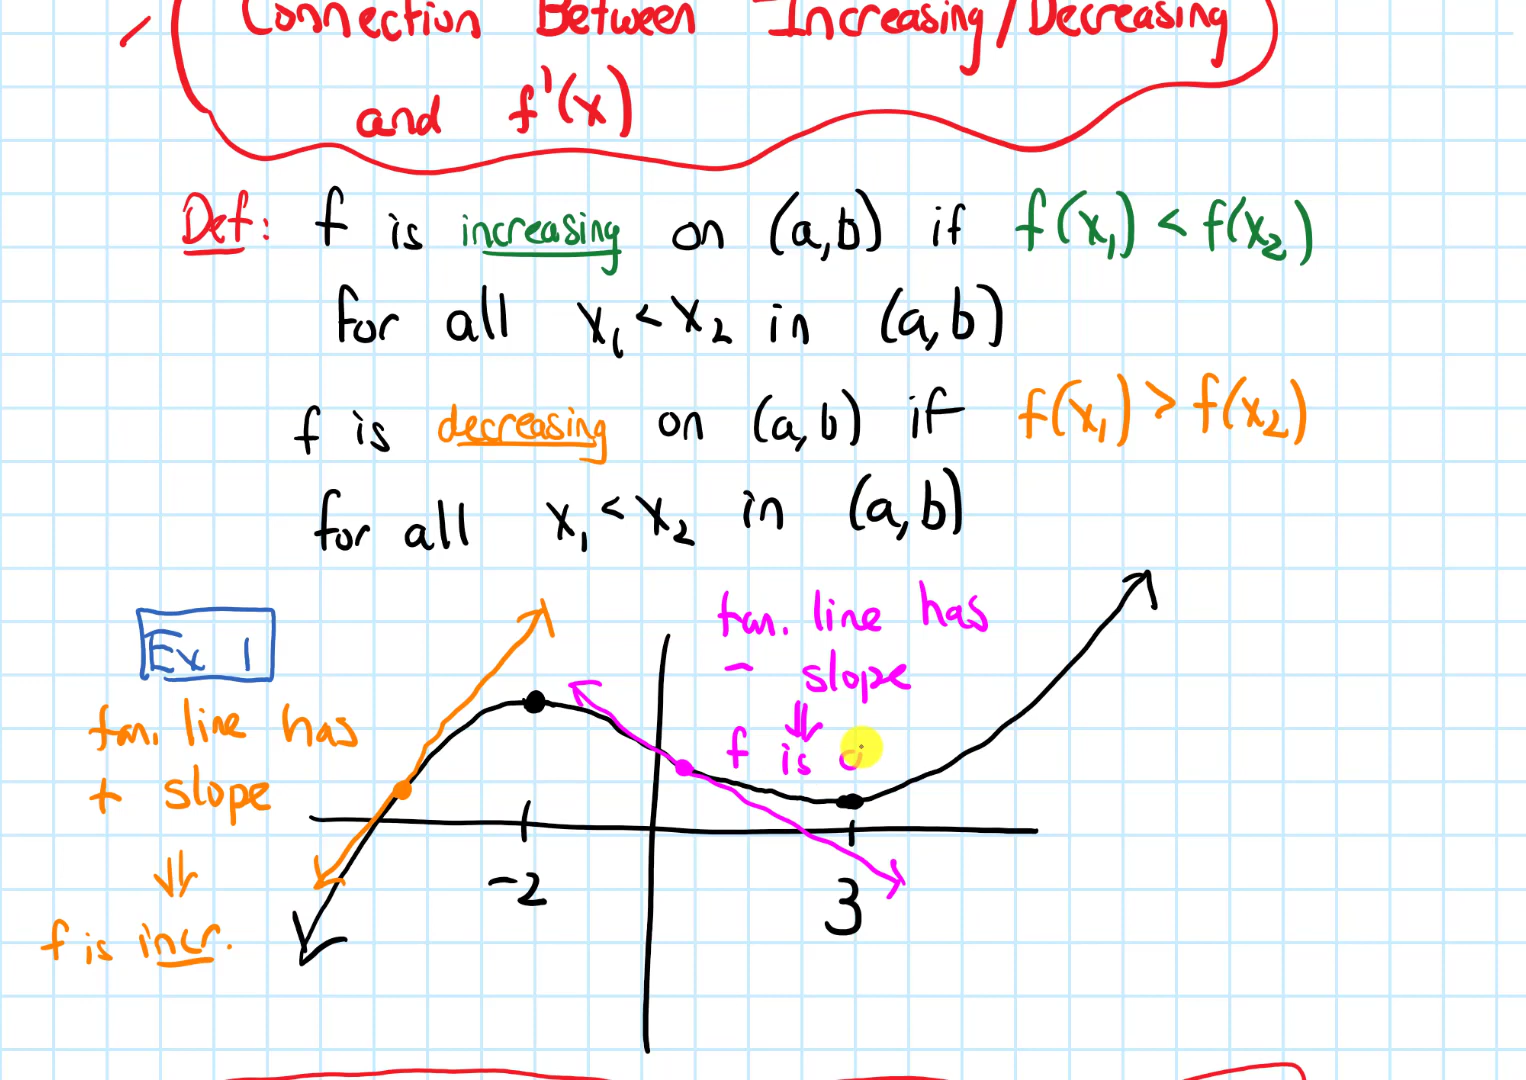 Connection Between Increasing/Decreasing
and f'(x)
Def: f is increasing on (a,b) if f(x₁) < f(x₂)
for all x₁ < x₂ in (a,b)
f is decreasing on (a,b) if f(x₁) > f(x₂)
for all x₁ < x₂ in (a,b)
Ex 1
tan. line has
+ slope
⇓
f is incr.
tan. line has
- slope
⇓
f is
-2
3